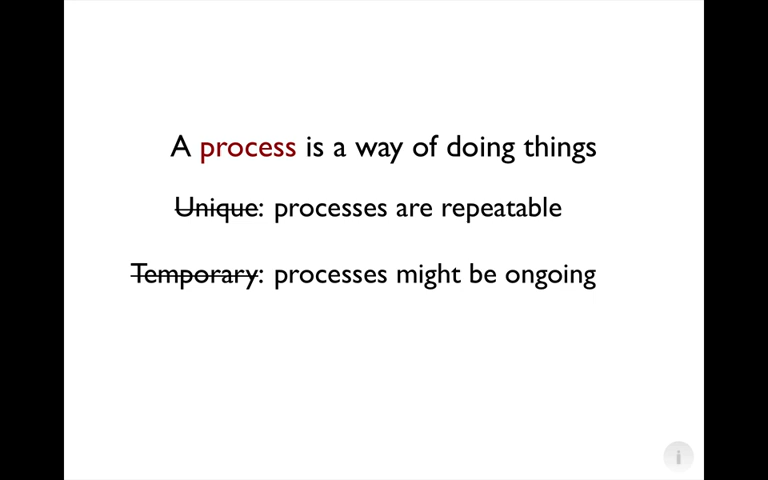 A process is a way of doing things
Unique: processes are repeatable
Temporary: processes might be ongoing
i